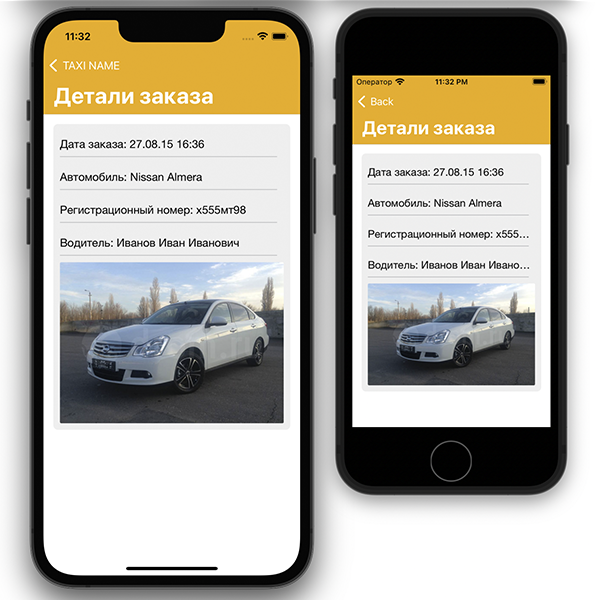 11:32
TAXI NAME
Детали заказа
Дата заказа: 27.08.15 16:36
Автомобиль: Nissan Almera
Регистрационный номер: х555мт98
Водитель: Иванов Иван Иванович
Оператор 11:32 PM
Back
Детали заказа
Дата заказа: 27.08.15 16:36
Автомобиль: Nissan Almera
Регистрационный номер: х555...
Водитель: Иванов Иван Ивано...